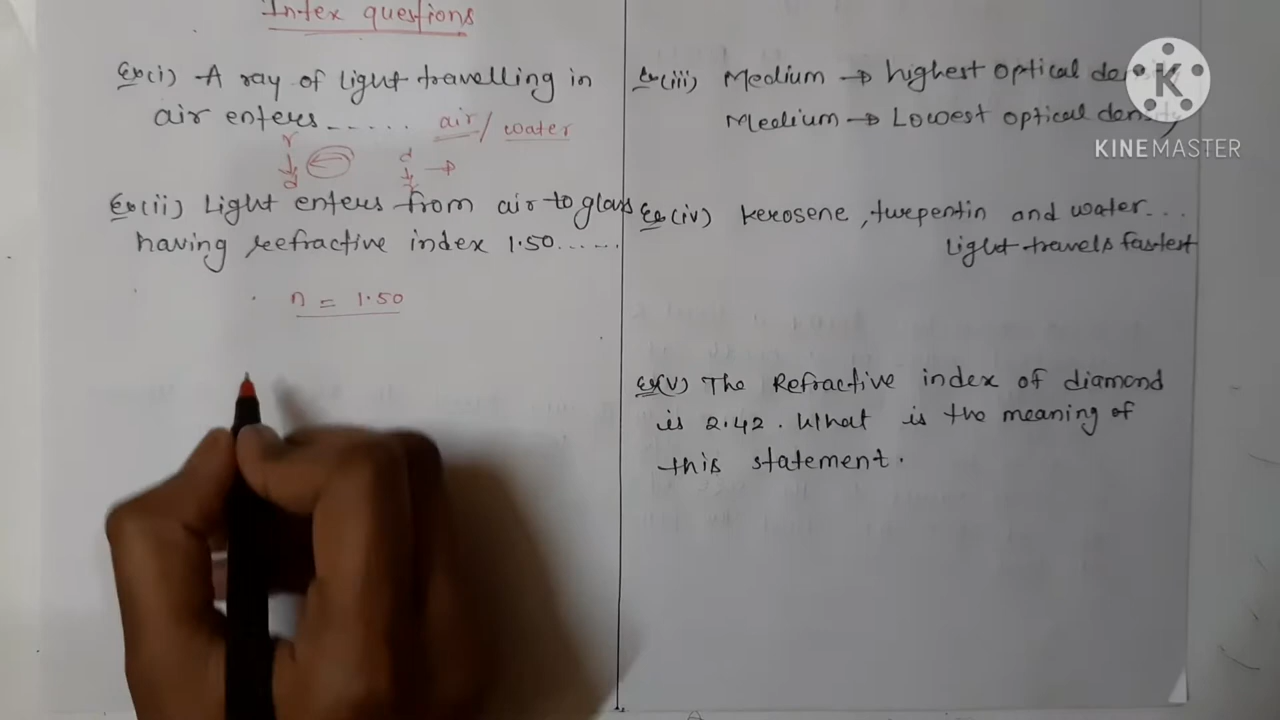 Intex questions
Ex(i) A ray of light travelling in
air enters ..... air / water
r d
d r
Ex(ii) Light enters from air to glass
having reefractive index 1.50......
n = 1.50
Ex(iii) Medium → highest optical density
Medium → Lowest optical density
Ex(iv) Kerosene, turpentin and water...
Light travels fastest
Ex(v) The Refractive index of diamond
is 2.42. What is the meaning of
this statement.
K
KINEMASTER